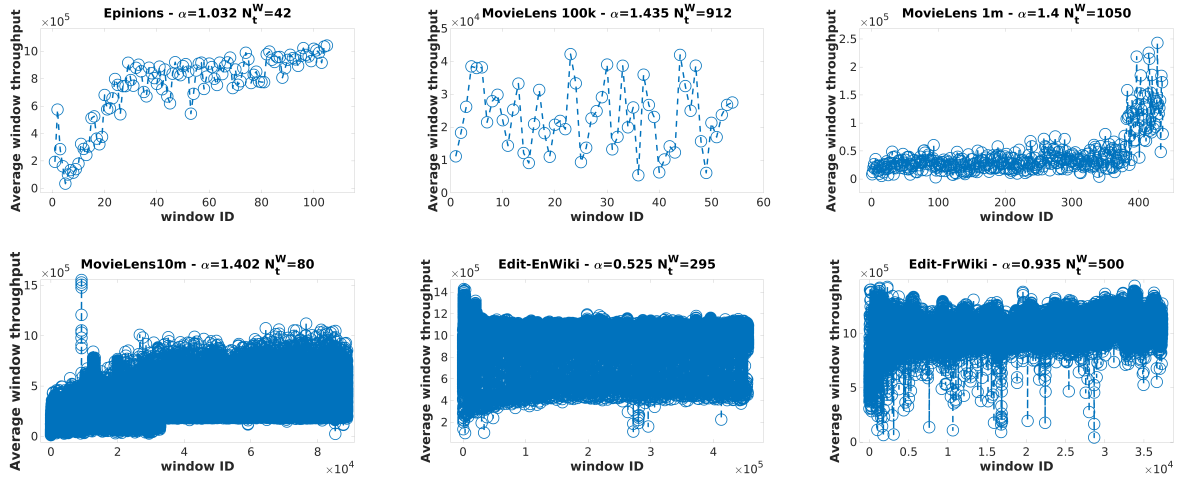 Epinions - α=1.032 N_t^W=42
×10^5
Average window throughput
10
8
6
4
2
0
0 20 40 60 80 100
window ID
MovieLens 100k - α=1.435 N_t^W=912
×10^4
Average window throughput
5
4
3
2
1
0
0 10 20 30 40 50 60
window ID
MovieLens 1m - α=1.4 N_t^W=1050
×10^5
Average window throughput
2.5
2
1.5
1
0.5
0
0 100 200 300 400
window ID
MovieLens10m - α=1.402 N_t^W=80
×10^5
Average window throughput
15
10
5
0
0 2 4 6 8
×10^4
window ID
Edit-EnWiki - α=0.525 N_t^W=295
×10^5
Average window throughput
14
12
10
8
6
4
2
0 1 2 3 4
×10^5
window ID
Edit-FrWiki - α=0.935 N_t^W=500
×10^5
Average window throughput
10
5
0
0 0.5 1 1.5 2 2.5 3 3.5
×10^4
window ID